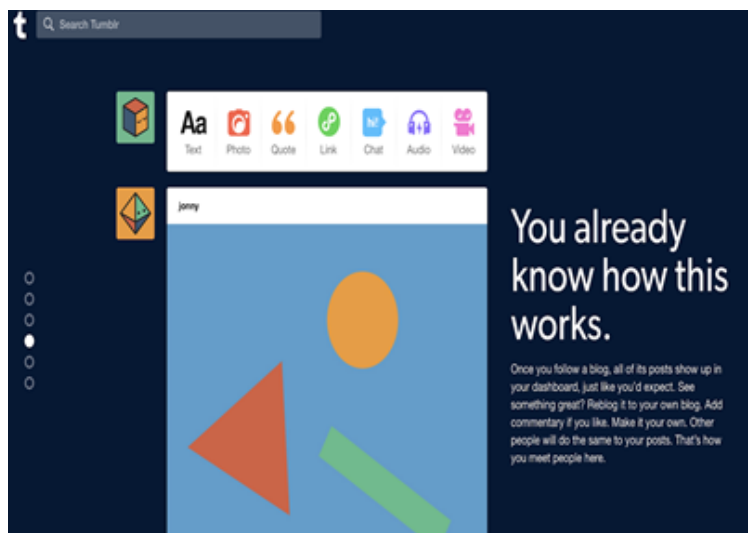 t
Search Tumblr
Aa
hi!
Text Photo Quote Link Chat Audio Video
jonny
You already
know how this
works.
Once you follow a blog, all of its posts show up in
your dashboard, just like you'd expect. See
something great? Reblog it to your own blog. Add
commentary if you like. Make it your own. Other
people will do the same to your posts. That's how
you meet people here.